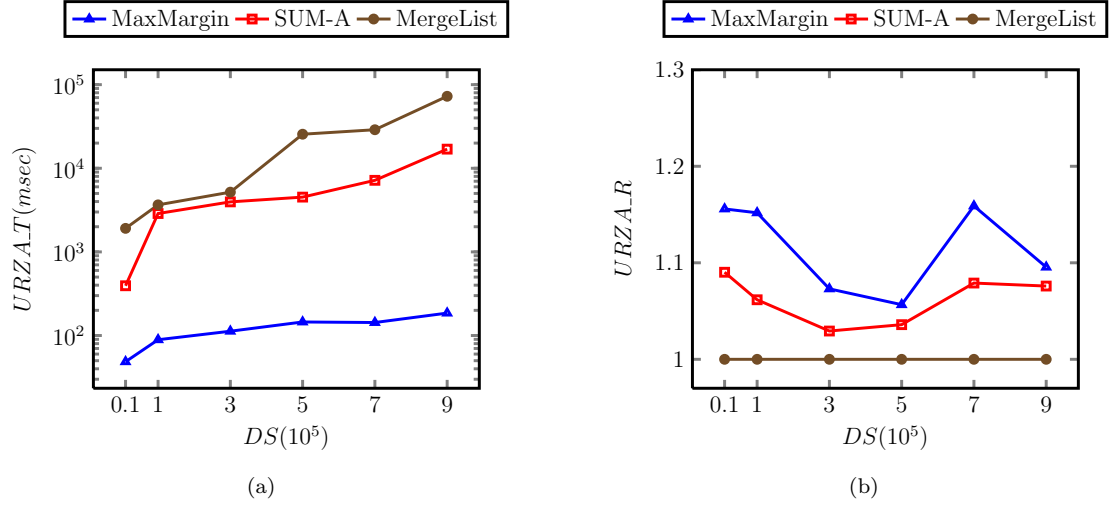 MaxMargin SUM-A MergeList
10^5
10^4
10^3
10^2
URZA_T(msec)
0.1 1 3 5 7 9
DS(10^5)
(a)
MaxMargin SUM-A MergeList
1.3
1.2
1.1
1
URZA_R
0.1 1 3 5 7 9
DS(10^5)
(b)